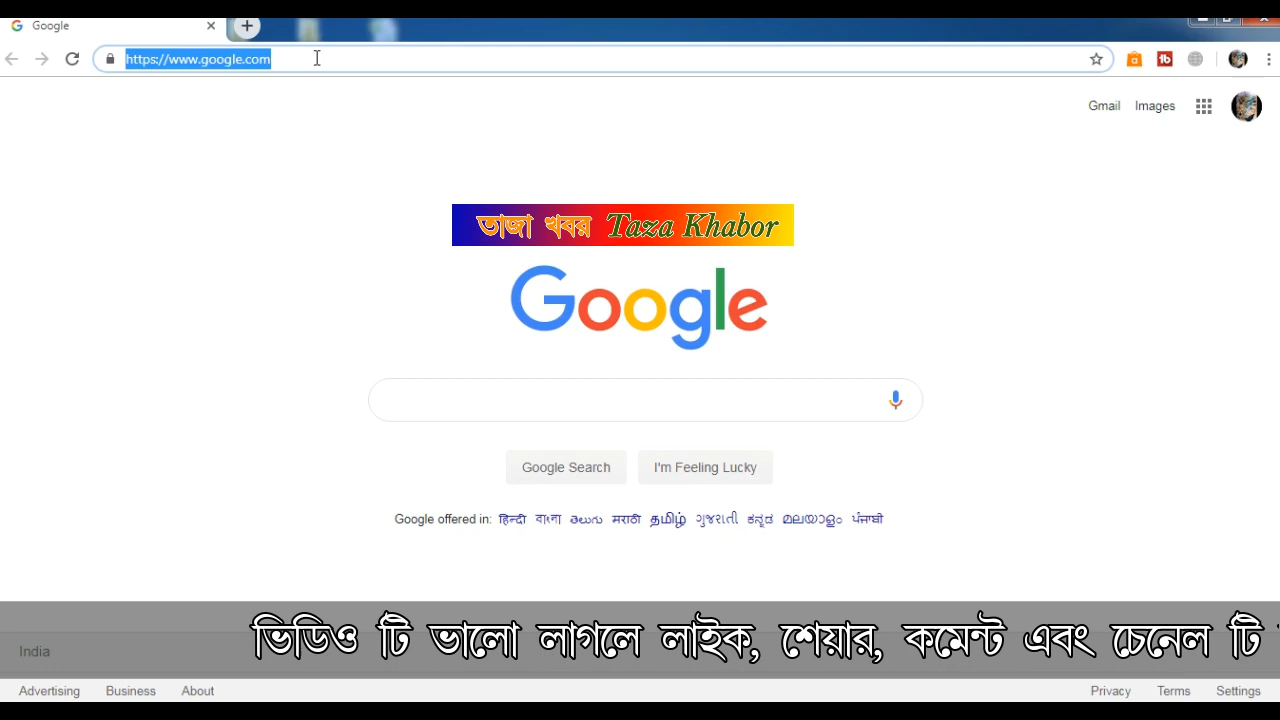 Google
https://www.google.com
Gmail Images
তাজা খবর Taza Khabor
Google
Google Search I'm Feeling Lucky
Google offered in: हिन्दी বাংলা తెలుగు मराठी தமிழ் ગુજરાતી ಕನ್ನಡ മലയാളം ਪੰਜਾਬੀ
ভিডিও টি ভালো লাগলে লাইক, শেয়ার, কমেন্ট এবং চেনেল টি
India
Advertising Business About Privacy Terms Settings